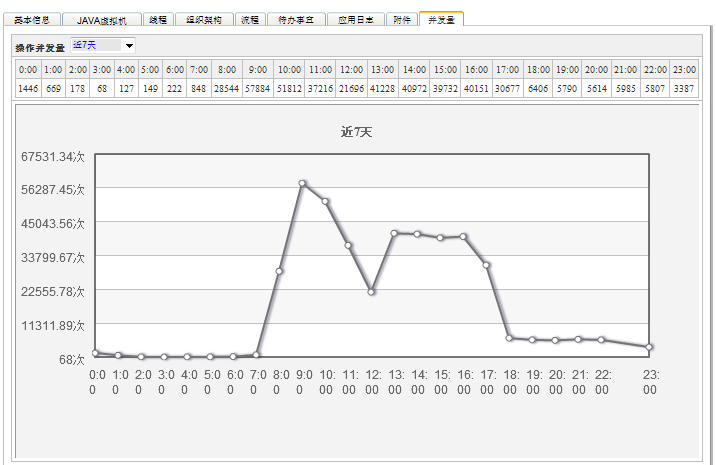 基本信息 JAVA虚拟机 线程 组织架构 流程 待办事宜 应用日志 附件 并发量
操作并发量 近7天
0:00 1:00 2:00 3:00 4:00 5:00 6:00 7:00 8:00 9:00 10:00 11:00 12:00 13:00 14:00 15:00 16:00 17:00 18:00 19:00 20:00 21:00 22:00 23:00
1446 669 178 68 127 149 222 848 28544 57884 51812 37216 21696 41228 40972 39732 40151 30677 6406 5790 5614 5985 5807 3387
近7天
67531.34次
56287.45次
45043.56次
33799.67次
22555.78次
11311.89次
68次
0:0 1:0 2:0 3:0 4:0 5:0 6:0 7:0 8:0 9:0 10: 11: 12: 13: 14: 15: 16: 17: 18: 19: 20: 21: 22: 23:
0 0 0 0 0 0 0 0 0 0 00 00 00 00 00 00 00 00 00 00 00 00 00 00